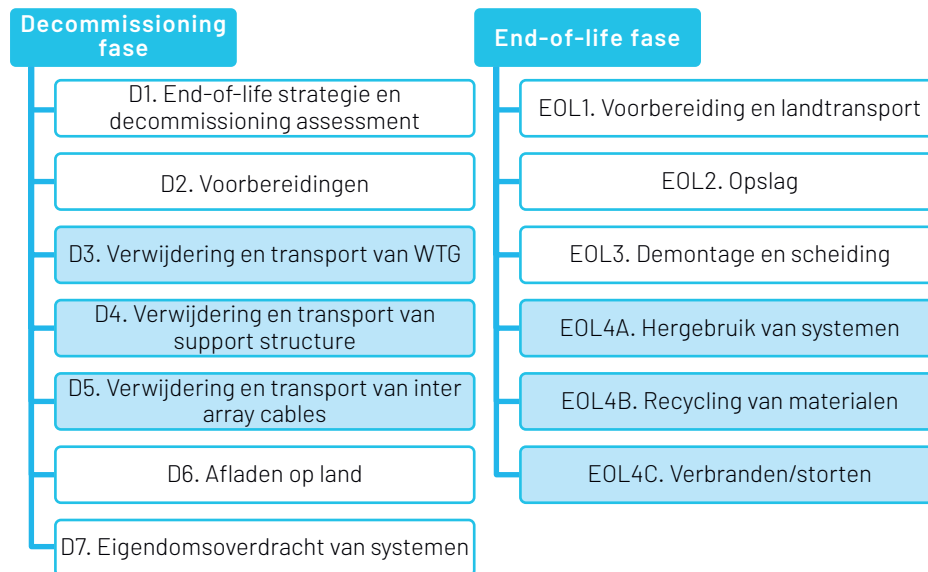 Decommissioning
fase
D1. End-of-life strategie en
decommissioning assessment
D2. Voorbereidingen
D3. Verwijdering en transport van WTG
D4. Verwijdering en transport van
support structure
D5. Verwijdering en transport van inter
array cables
D6. Afladen op land
D7. Eigendomsoverdracht van systemen
End-of-life fase
EOL1. Voorbereiding en landtransport
EOL2. Opslag
EOL3. Demontage en scheiding
EOL4A. Hergebruik van systemen
EOL4B. Recycling van materialen
EOL4C. Verbranden/storten